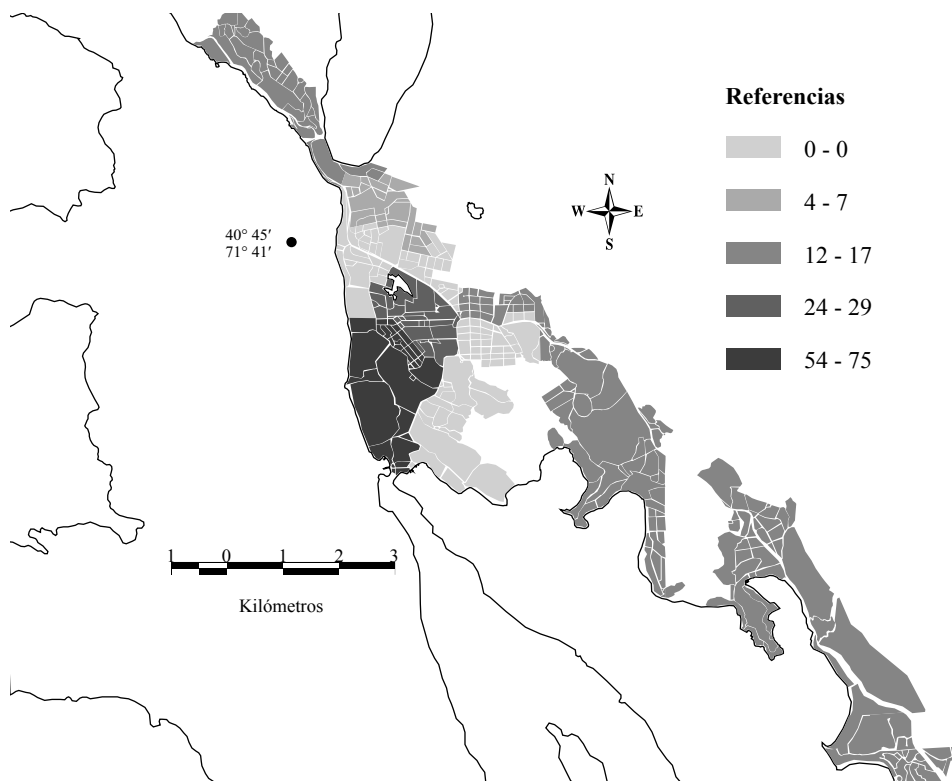 Referencias
0 - 0
4 - 7
12 - 17
24 - 29
54 - 75
N
W E
S
40° 45′
71° 41′
1 0 1 2 3
Kilómetros